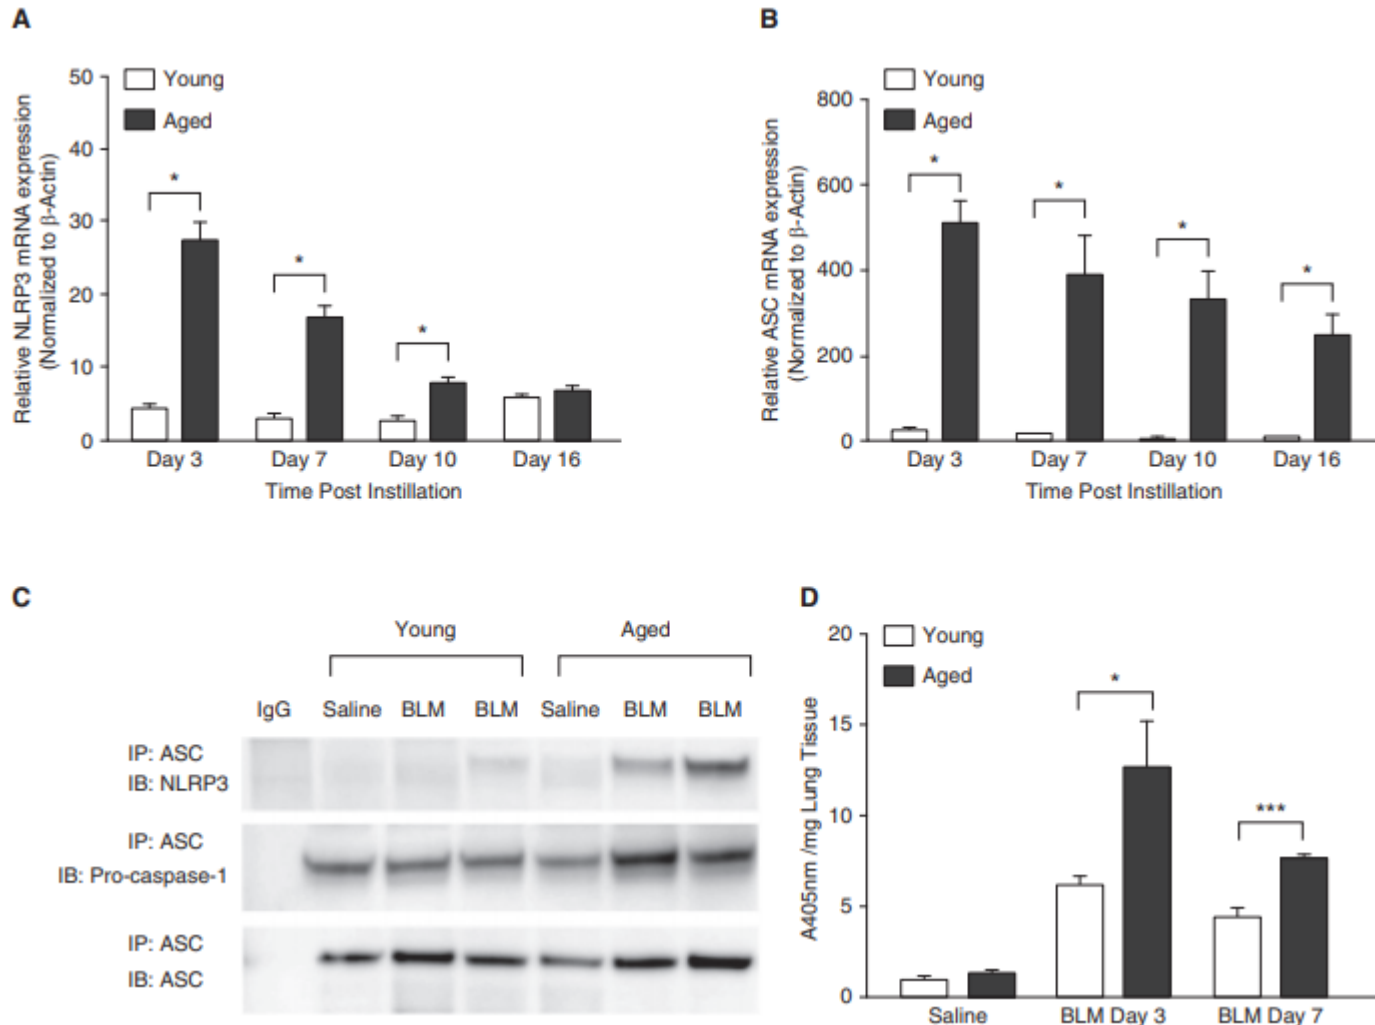 A
Relative NLRP3 mRNA expression
(Normalized to β-Actin)
50
40
30
20
10
0
Young
Aged
*
*
*
Day 3 Day 7 Day 10 Day 16
Time Post Instillation
B
Relative ASC mRNA expression
(Normalized to β-Actin)
800
600
400
200
0
Young
Aged
*
*
*
*
Day 3 Day 7 Day 10 Day 16
Time Post Instillation
C
Young Aged
IgG Saline BLM BLM Saline BLM BLM
IP: ASC
IB: NLRP3
IP: ASC
IB: Pro-caspase-1
IP: ASC
IB: ASC
D
A405nm /mg Lung Tissue
20
15
10
5
0
Young
Aged
*
***
Saline BLM Day 3 BLM Day 7